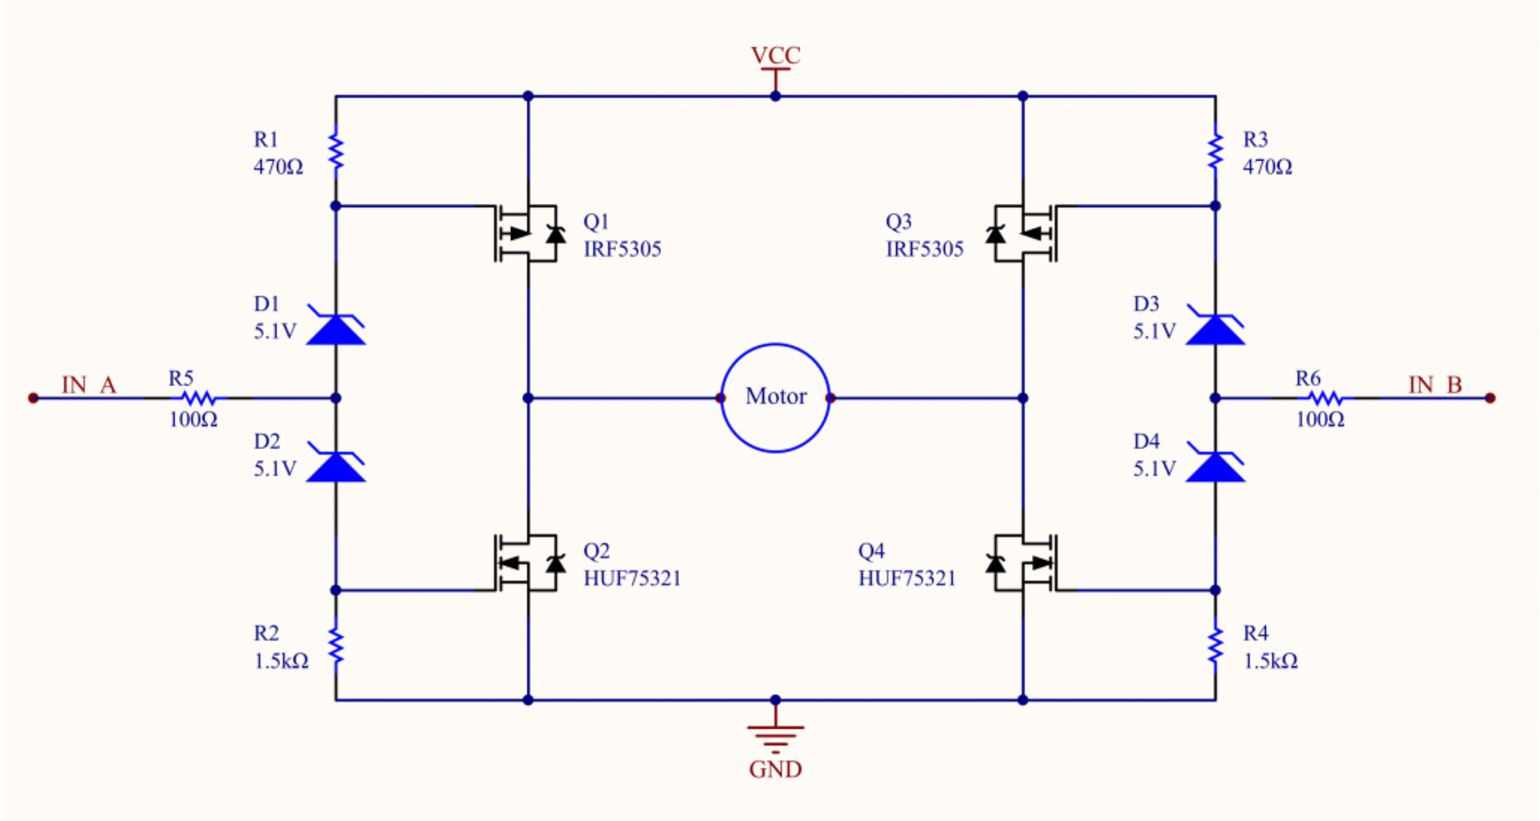 VCC
R1
470Ω
R3
470Ω
Q1
IRF5305
Q3
IRF5305
D1
5.1V
D3
5.1V
IN A
R5
100Ω
Motor
R6
100Ω
IN B
D2
5.1V
D4
5.1V
Q2
HUF75321
Q4
HUF75321
R2
1.5kΩ
R4
1.5kΩ
GND